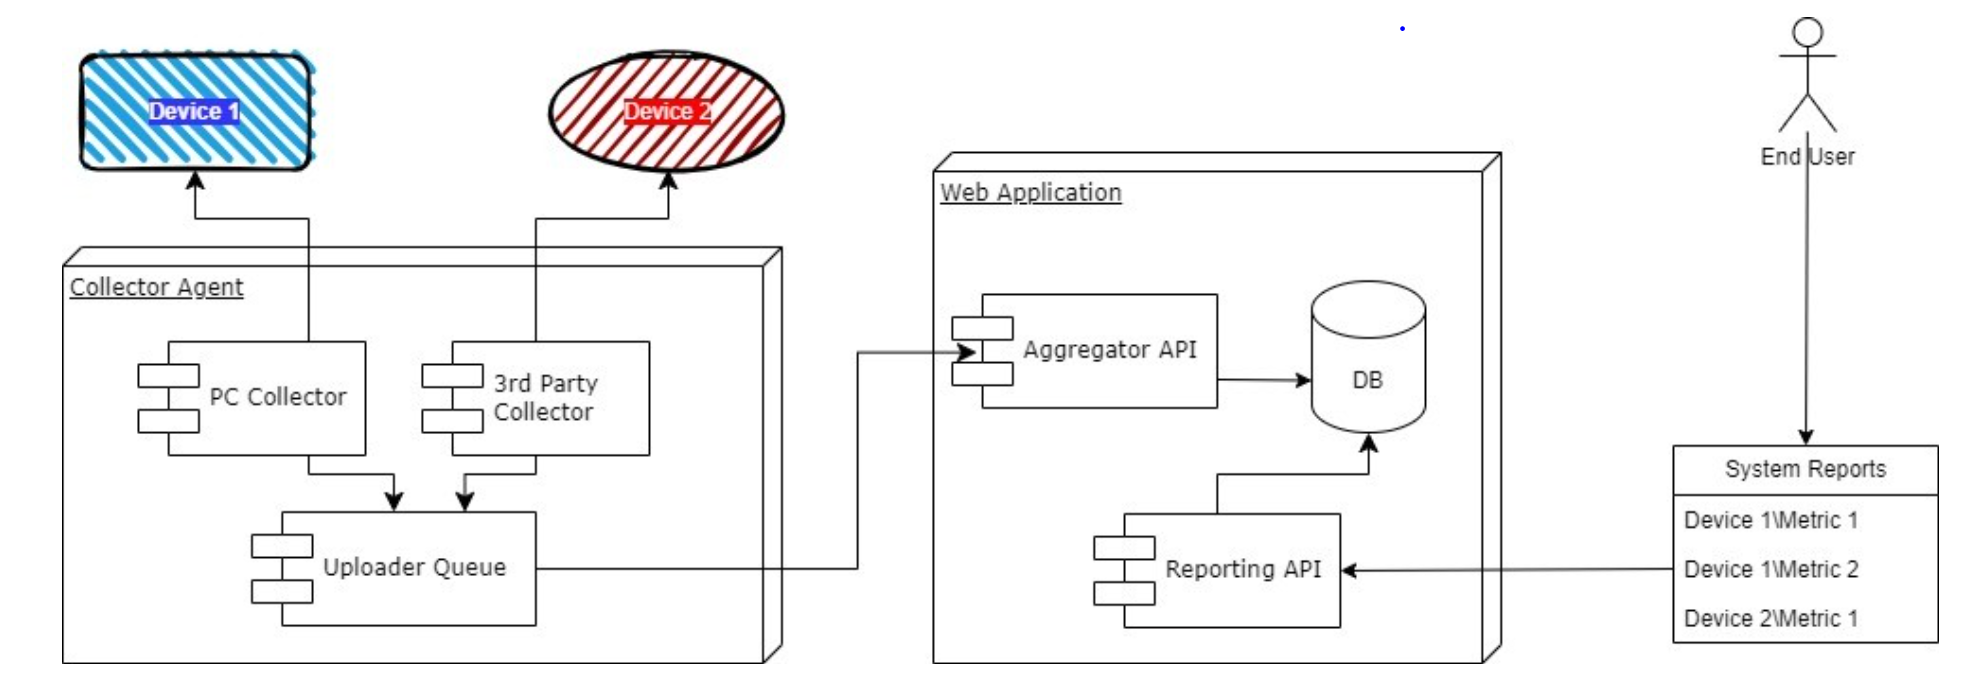 Device 1
Device 2
End User
Web Application
Collector Agent
Aggregator API
DB
PC Collector
3rd Party
Collector
Uploader Queue
Reporting API
System Reports
Device 1\Metric 1
Device 1\Metric 2
Device 2\Metric 1